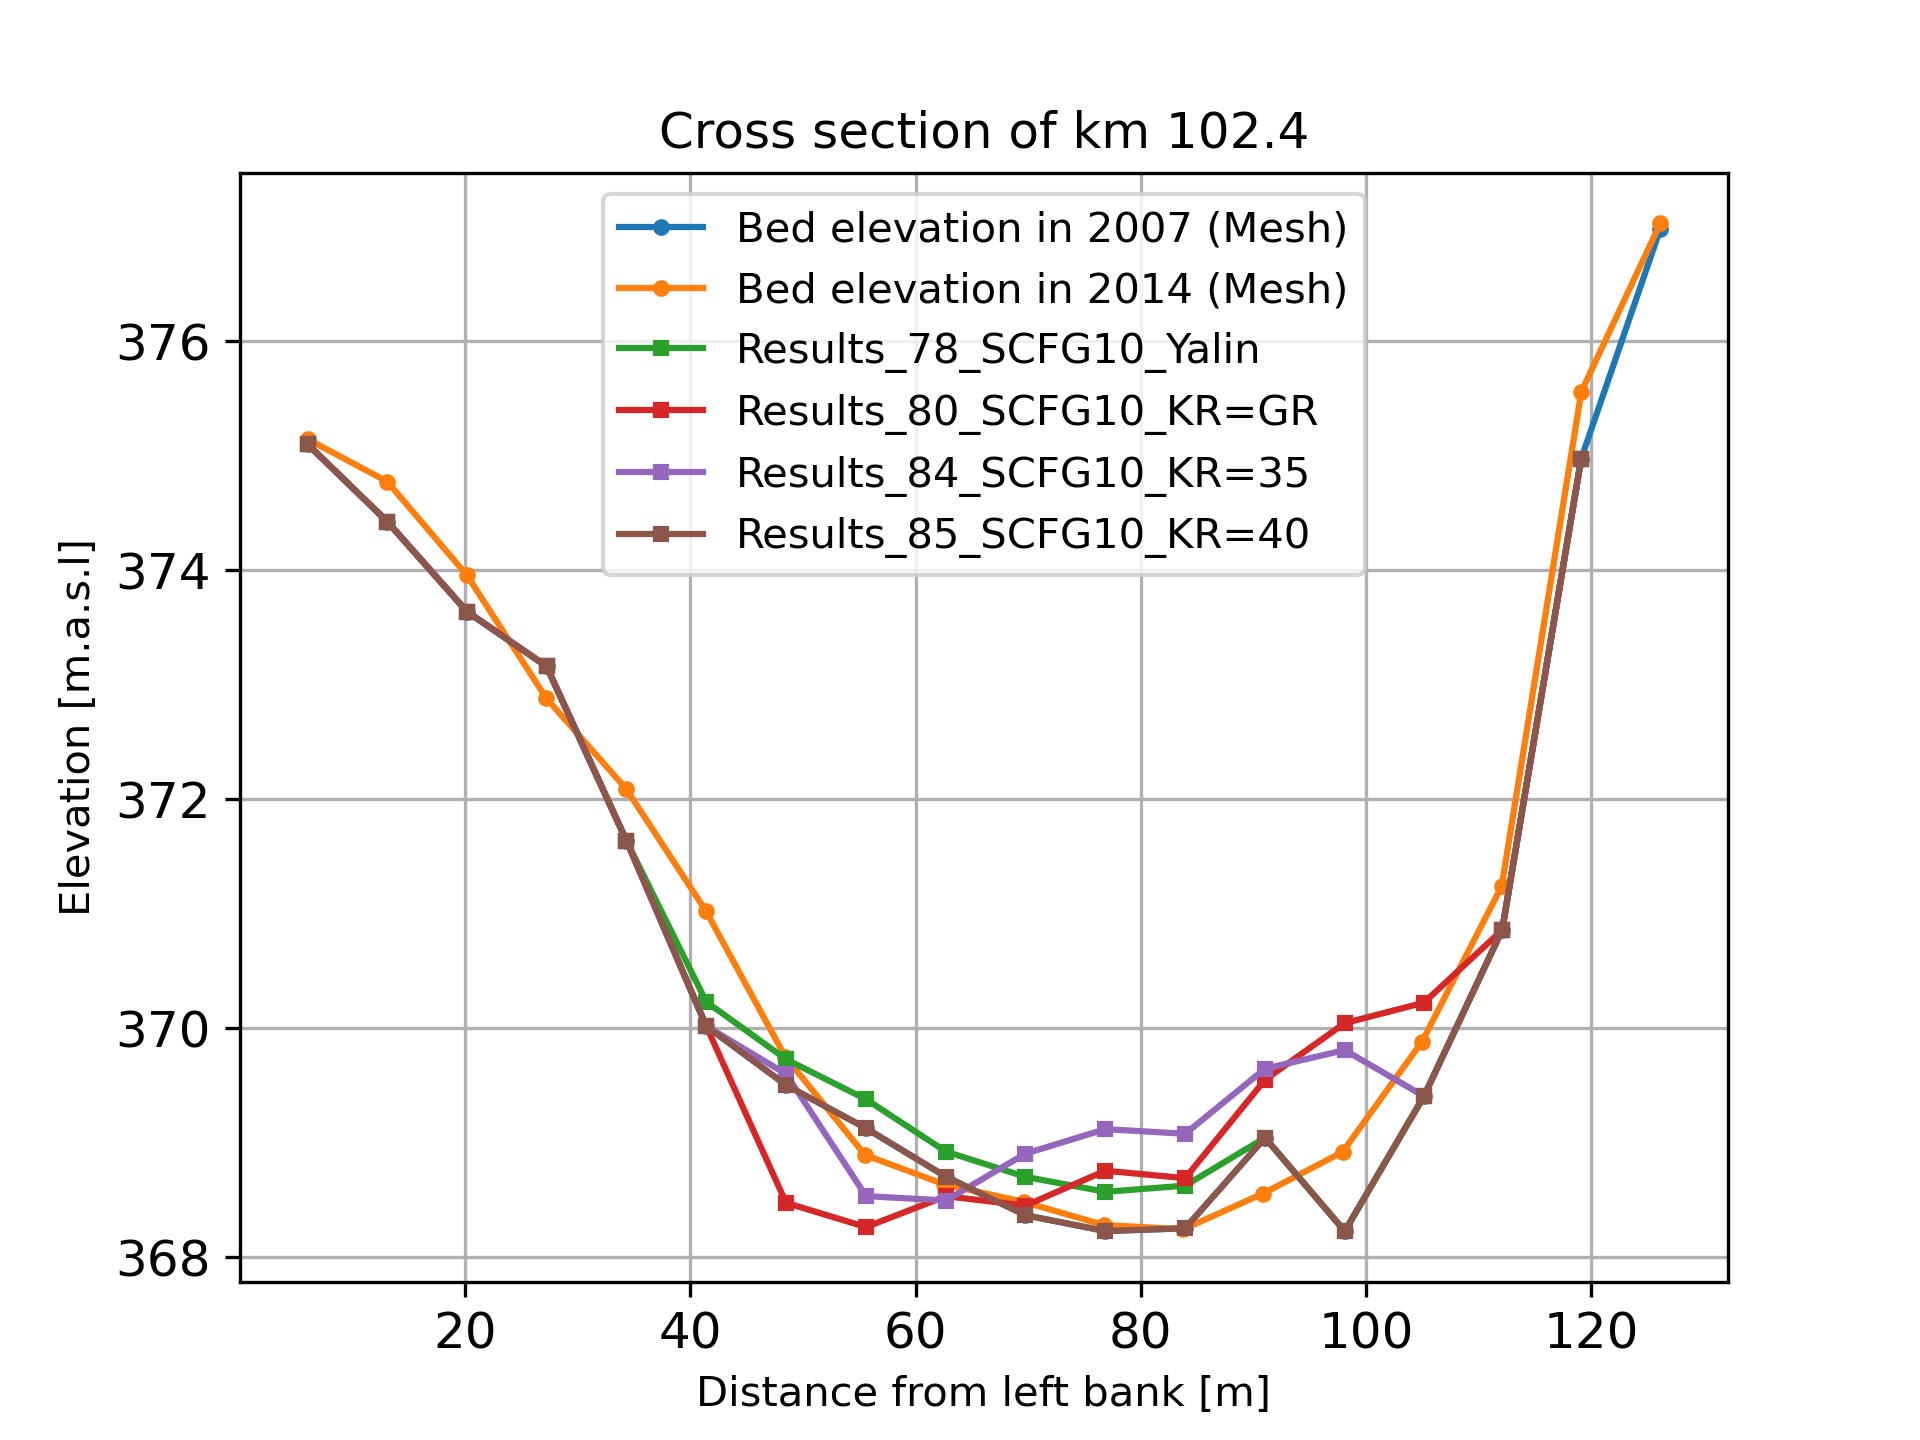 Cross section of km 102.4
Bed elevation in 2007 (Mesh)
Bed elevation in 2014 (Mesh)
Results_78_SCFG10_Yalin
Results_80_SCFG10_KR=GR
Results_84_SCFG10_KR=35
Results_85_SCFG10_KR=40
Elevation [m.a.s.l]
376
374
372
370
368
20 40 60 80 100 120
Distance from left bank [m]